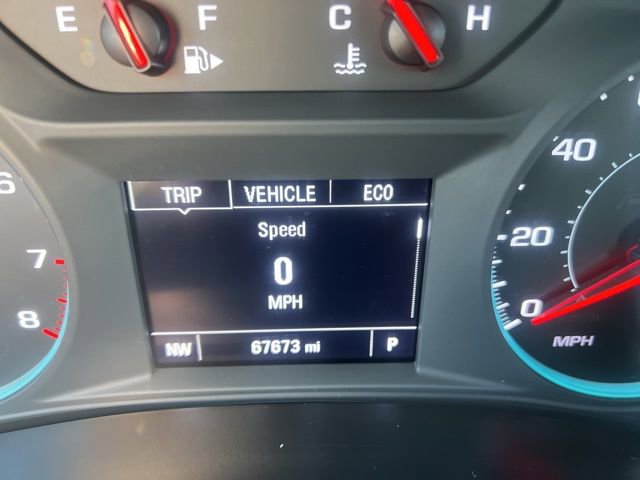 E F C H
TRIP VEHICLE ECO
Speed
0
MPH
NW 67673 mi P
6
7
8
40
20
0
MPH